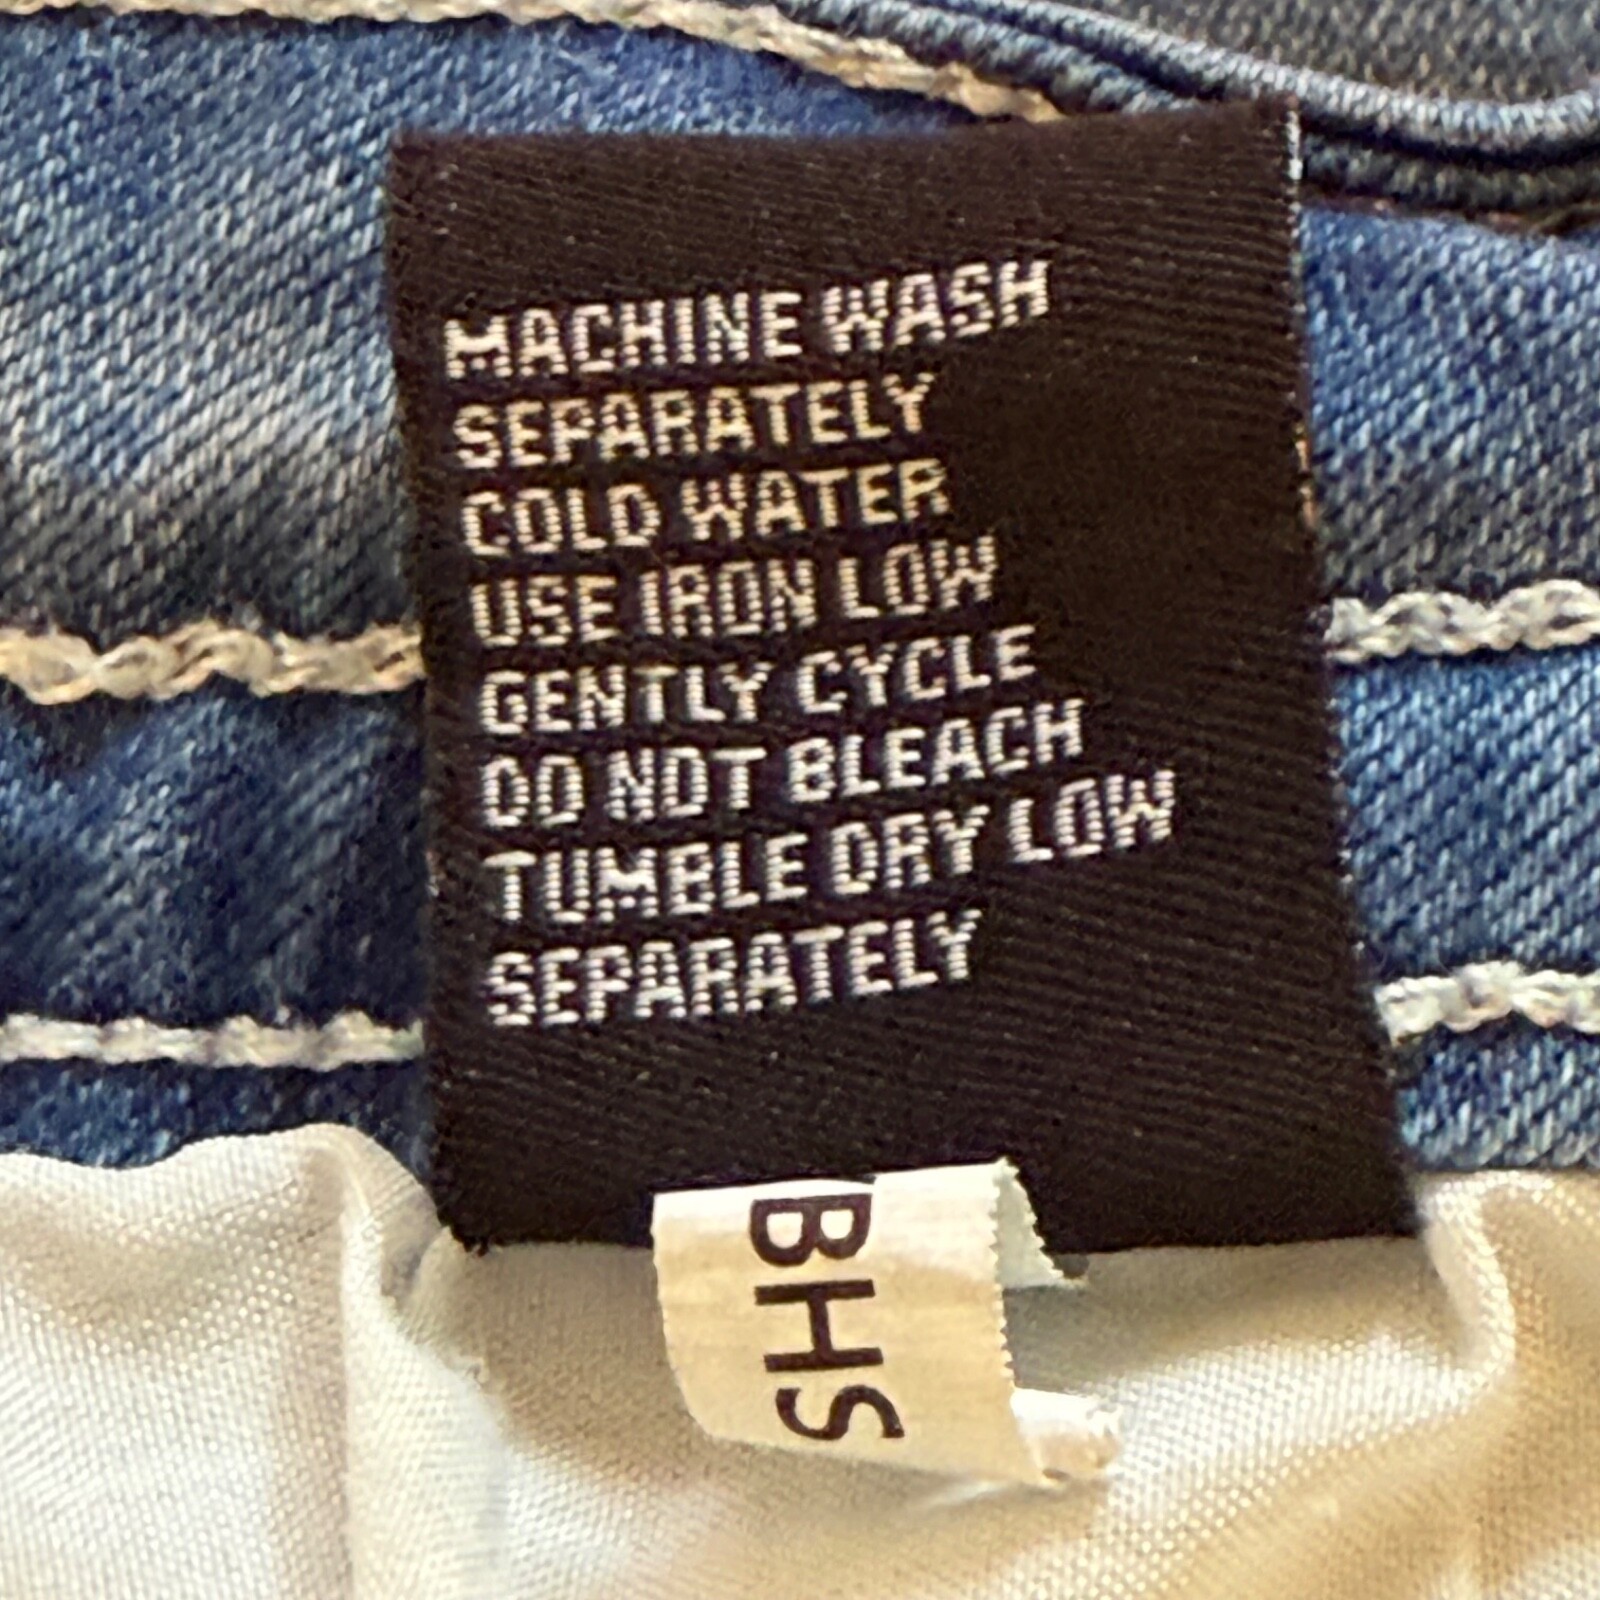 MACHINE WASH
SEPARATELY
COLD WATER
USE IRON LOW
GENTLY CYCLE
DO NOT BLEACH
TUMBLE DRY LOW
SEPARATELY
BHS